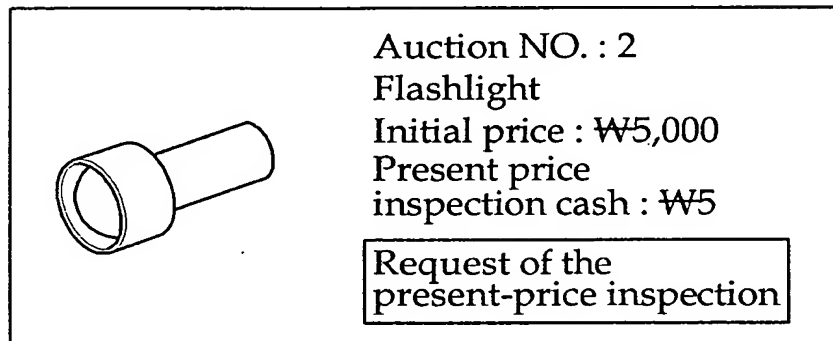 Auction NO. : 2
Flashlight
Initial price : ₩5,000
Present price
inspection cash : ₩5
Request of the
present-price inspection